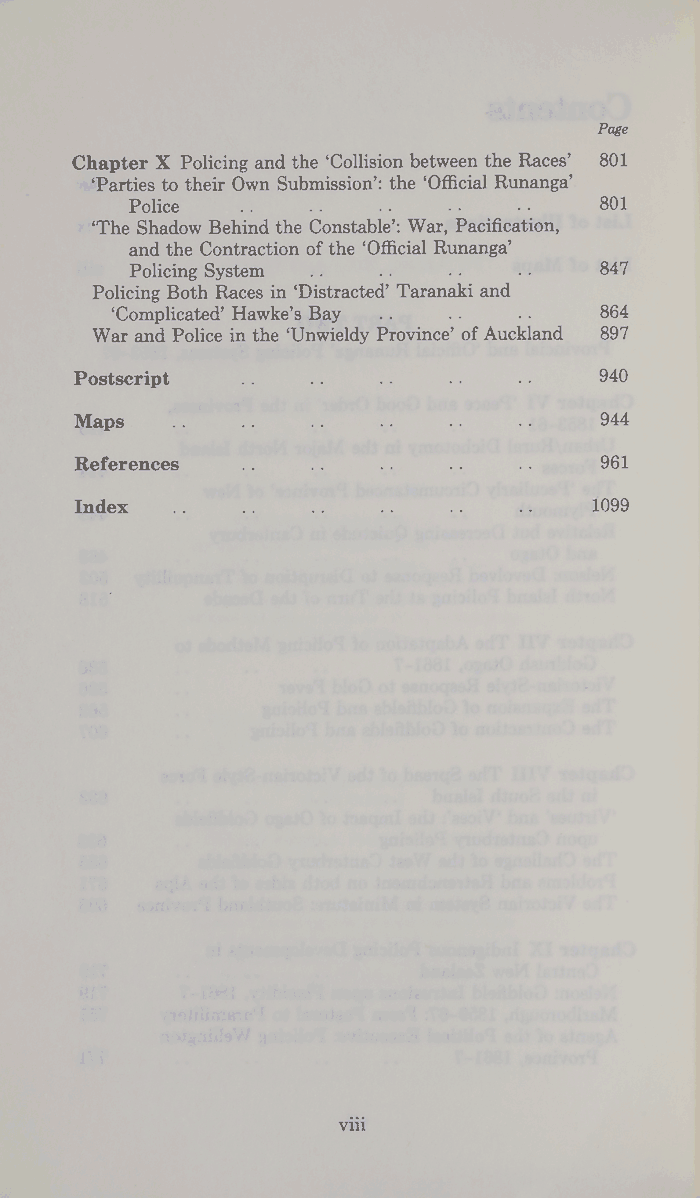 Page
Chapter X Policing and the ‘Collision between the Races’ 801
‘Parties to their Own Submission’: the ‘Official Runanga’
Police .. .. .. .. .. 801
‘The Shadow Behind the Constable’: War, Pacification,
and the Contraction of the ‘Official Runanga’
Policing System .. .. .. .. 847
Policing Both Races in ‘Distracted’ Taranaki and
‘Complicated’ Hawke’s Bay .. .. .. 864
War and Police in the ‘Unwieldy Province’ of Auckland 897
Postscript .. .. .. .. .. 940
Maps .. .. .. .. .. .. 944
References .. .. .. .. .. 961
Index .. .. .. .. .. .. 1099
viii